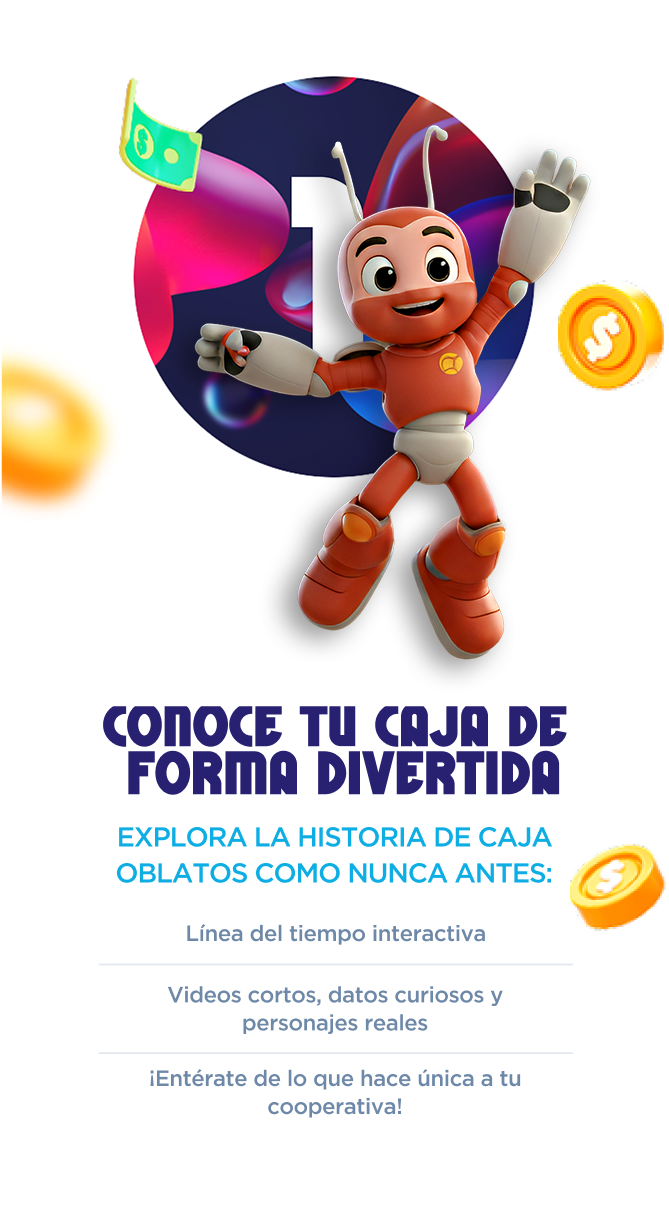 1
CONOCE TU CAJA DE
FORMA DIVERTIDA
EXPLORA LA HISTORIA DE CAJA
OBLATOS COMO NUNCA ANTES:
Línea del tiempo interactiva
Videos cortos, datos curiosos y
personajes reales
¡Entérate de lo que hace única a tu
cooperativa!
$
$
$